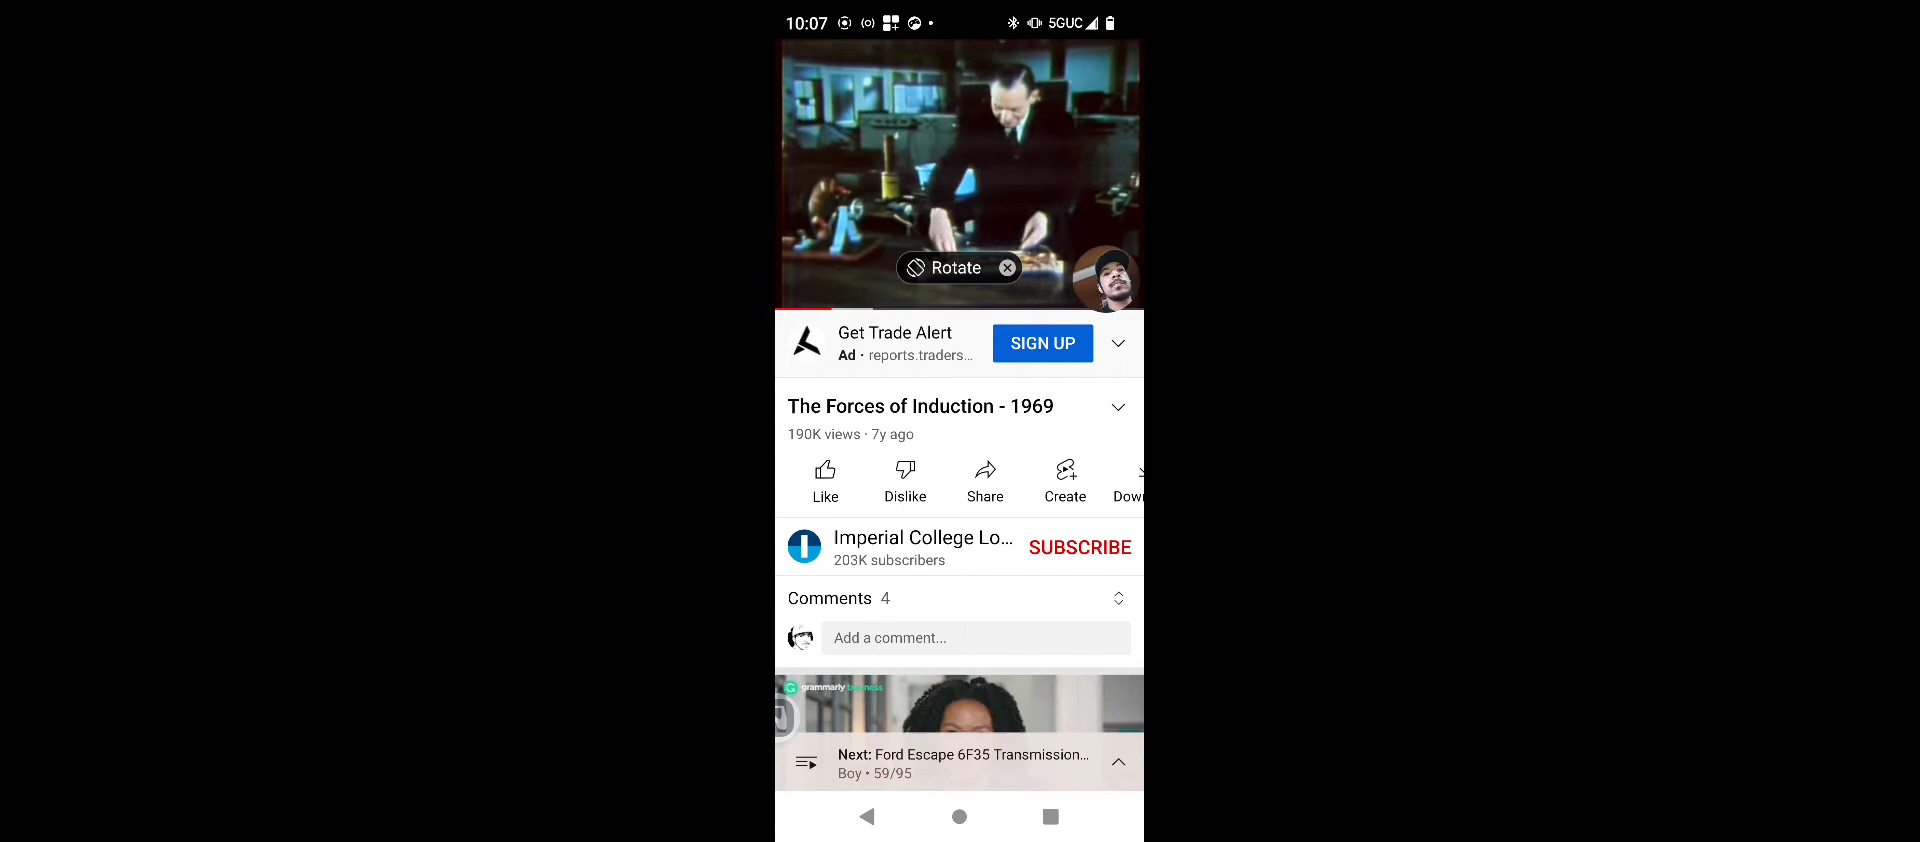 10:07
5GUC
Rotate
Get Trade Alert
Ad · reports.traders...
SIGN UP
The Forces of Induction - 1969
190K views · 7y ago
Like
Dislike
Share
Create
Down
Imperial College Lo...
203K subscribers
SUBSCRIBE
Comments 4
Add a comment...
grammarly business
Next: Ford Escape 6F35 Transmission...
Boy • 59/95